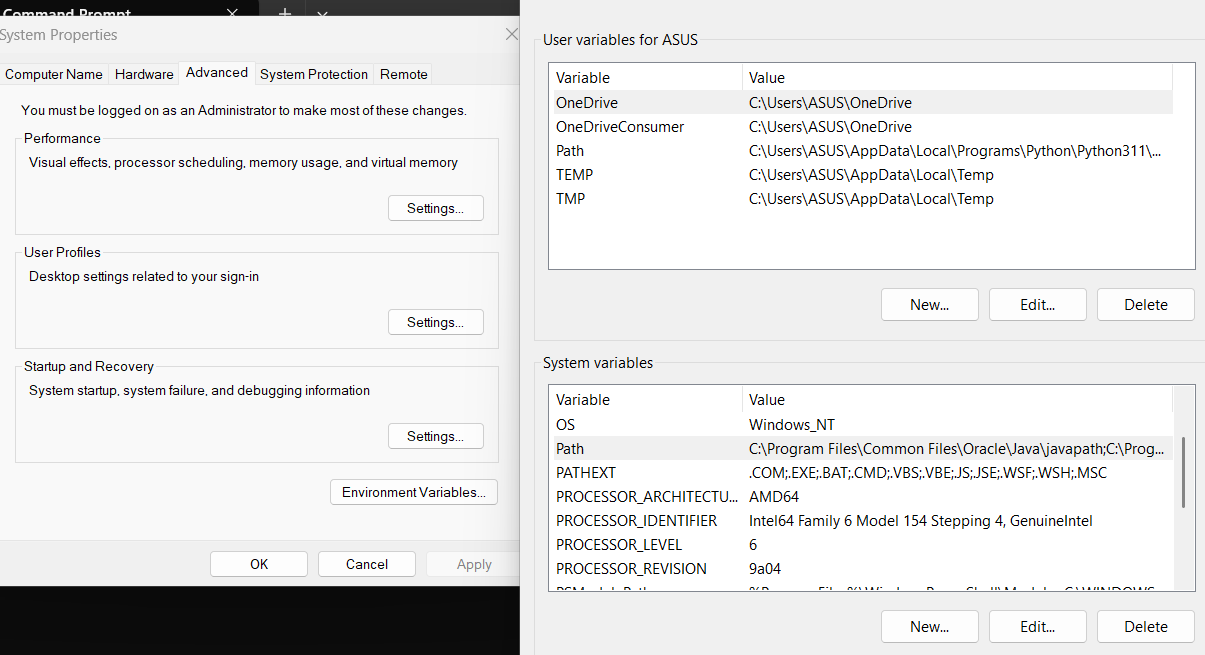 Command Prompt
System Properties
Computer Name Hardware Advanced System Protection Remote
You must be logged on as an Administrator to make most of these changes.
Performance
Visual effects, processor scheduling, memory usage, and virtual memory
Settings...
User Profiles
Desktop settings related to your sign-in
Settings...
Startup and Recovery
System startup, system failure, and debugging information
Settings...
Environment Variables...
OK Cancel Apply
User variables for ASUS
Variable Value
OneDrive C:\Users\ASUS\OneDrive
OneDriveConsumer C:\Users\ASUS\OneDrive
Path C:\Users\ASUS\AppData\Local\Programs\Python\Python311\...
TEMP C:\Users\ASUS\AppData\Local\Temp
TMP C:\Users\ASUS\AppData\Local\Temp
New... Edit... Delete
System variables
Variable Value
OS Windows_NT
Path C:\Program Files\Common Files\Oracle\Java\javapath;C:\Prog...
PATHEXT .COM;.EXE;.BAT;.CMD;.VBS;.VBE;.JS;.JSE;.WSF;.WSH;.MSC
PROCESSOR_ARCHITECTU... AMD64
PROCESSOR_IDENTIFIER Intel64 Family 6 Model 154 Stepping 4, GenuineIntel
PROCESSOR_LEVEL 6
PROCESSOR_REVISION 9a04
New... Edit... Delete